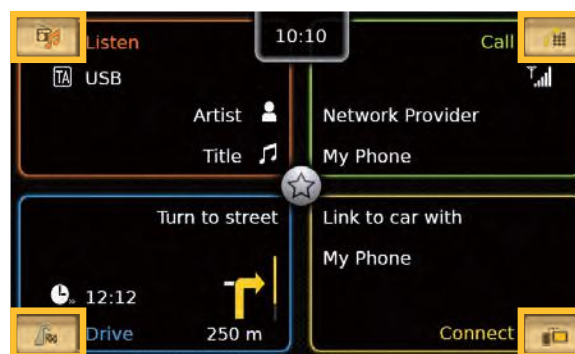 Listen
10:10
Call
TA USB
Artist
Network Provider
Title
My Phone
Turn to street
Link to car with
My Phone
12:12
Drive
250 m
Connect